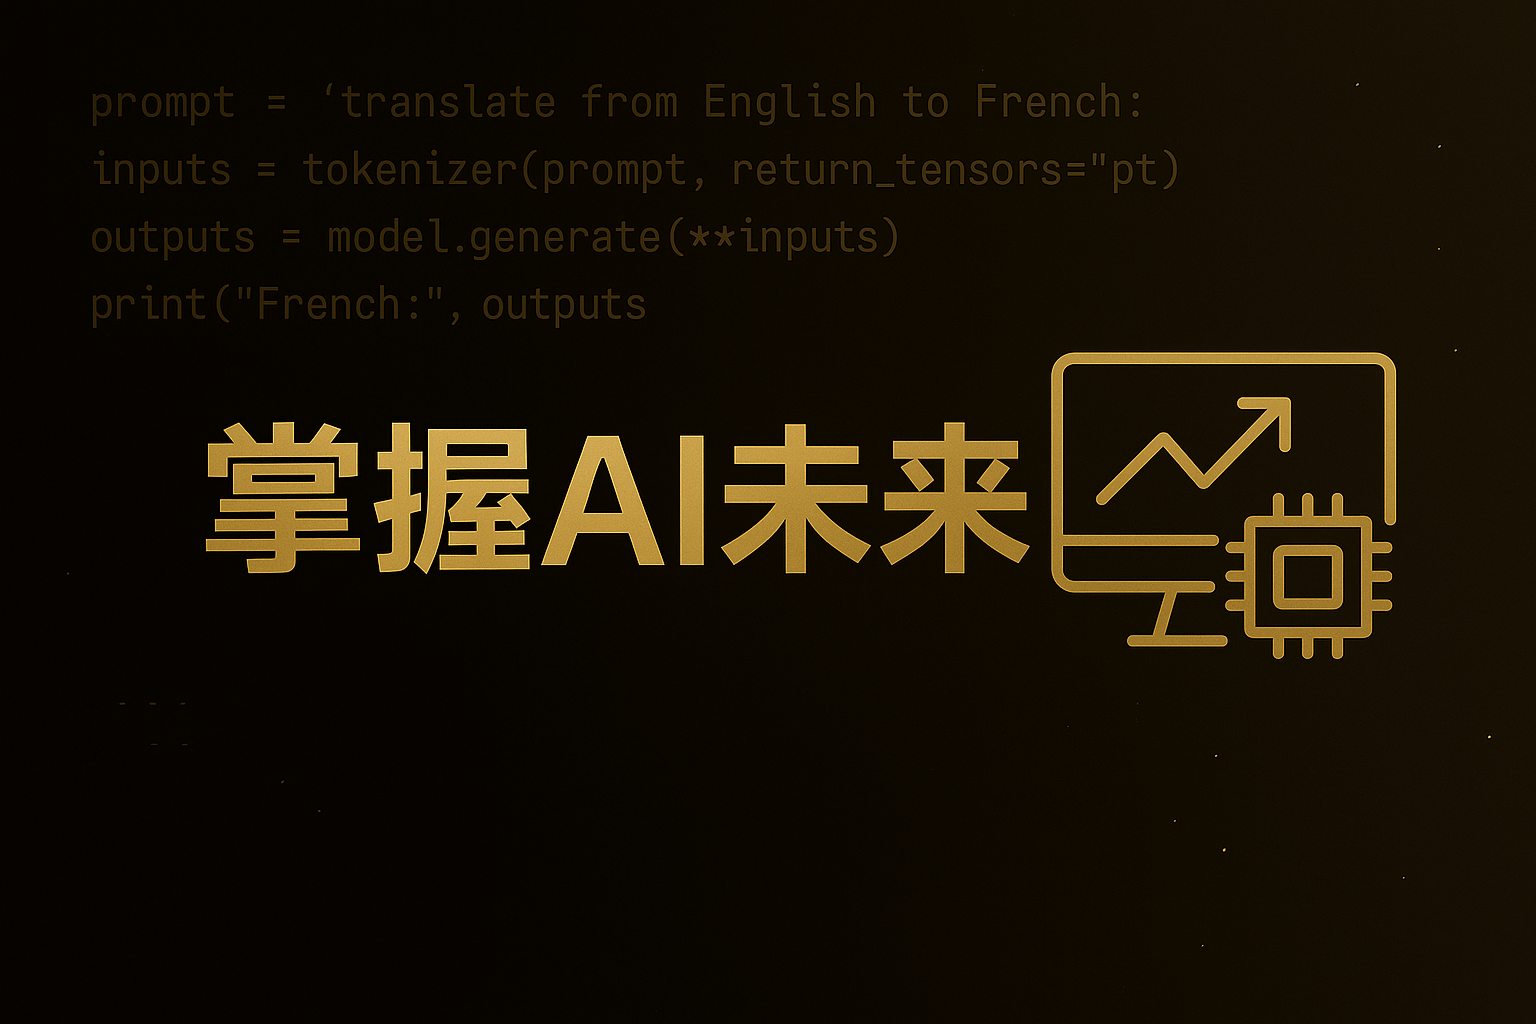 prompt = ‘translate from English to French:
inputs = tokenizer(prompt, return_tensors="pt)
outputs = model.generate(**inputs)
print("French:", outputs
掌握AI未来